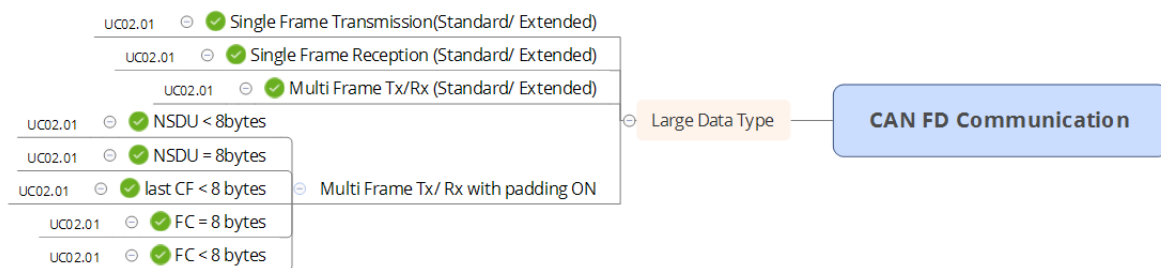 UC02.01 Single Frame Transmission(Standard/ Extended)
UC02.01 Single Frame Reception (Standard/ Extended)
UC02.01 Multi Frame Tx/Rx (Standard/ Extended)
UC02.01 NSDU < 8bytes
Large Data Type
CAN FD Communication
UC02.01 NSDU = 8bytes
UC02.01 last CF < 8 bytes
Multi Frame Tx/ Rx with padding ON
UC02.01 FC = 8 bytes
UC02.01 FC < 8 bytes